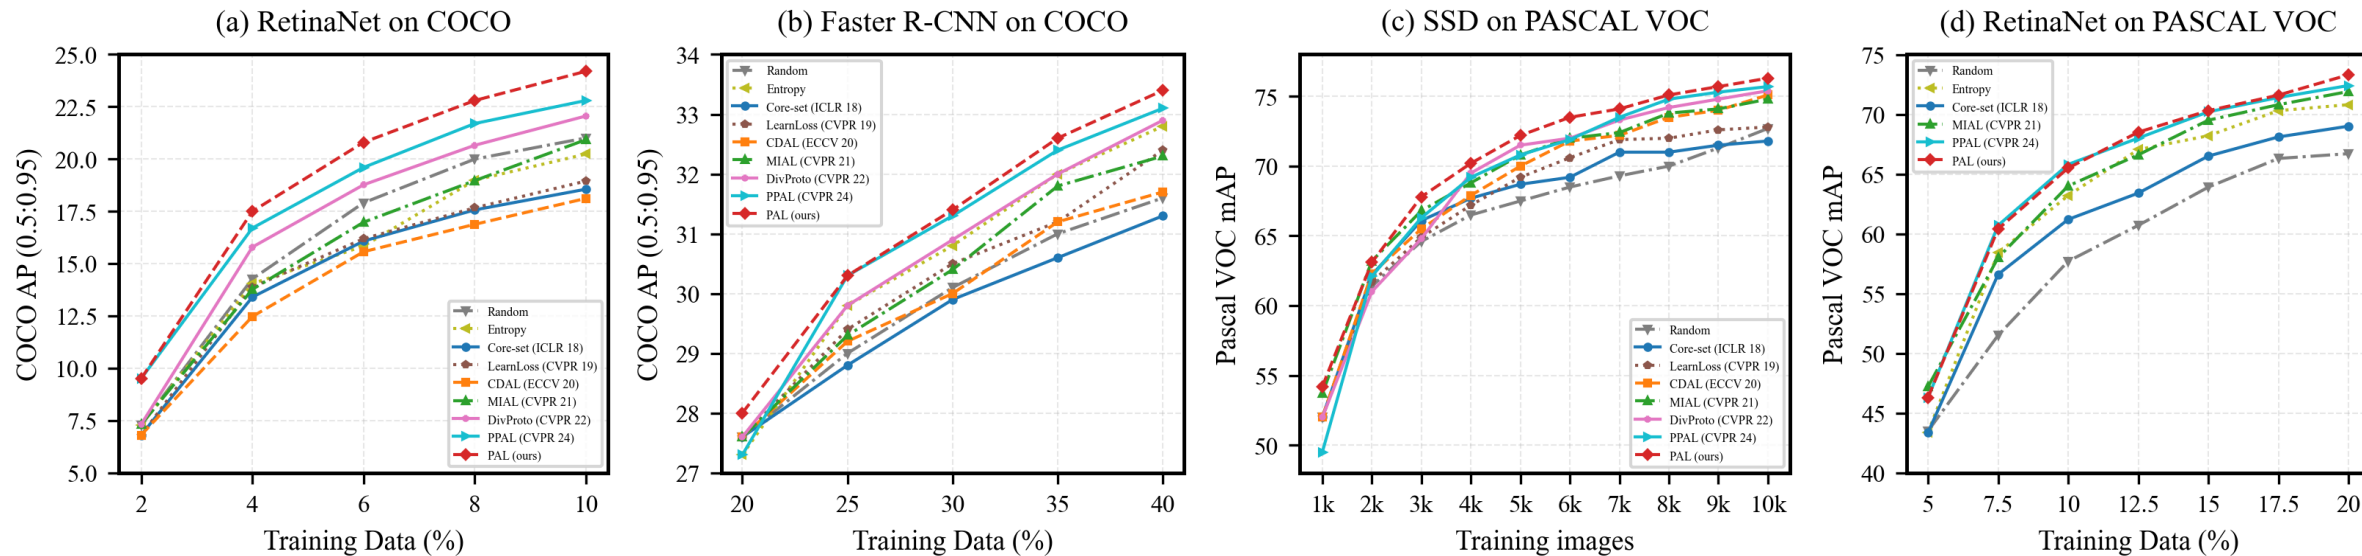 (a) RetinaNet on COCO
COCO AP (0.5:0.95)
25.0
22.5
20.0
17.5
15.0
12.5
10.0
7.5
5.0
Random
Entropy
Core-set (ICLR 18)
LearnLoss (CVPR 19)
CDAL (ECCV 20)
MIAL (CVPR 21)
DivProto (CVPR 22)
PPAL (CVPR 24)
PAL (ours)
2 4 6 8 10
Training Data (%)
(b) Faster R-CNN on COCO
COCO AP (0.5:0.95)
34
33
32
31
30
29
28
27
Random
Entropy
Core-set (ICLR 18)
LearnLoss (CVPR 19)
CDAL (ECCV 20)
MIAL (CVPR 21)
DivProto (CVPR 22)
PPAL (CVPR 24)
PAL (ours)
20 25 30 35 40
Training Data (%)
(c) SSD on PASCAL VOC
Pascal VOC mAP
75
70
65
60
55
50
Random
Core-set (ICLR 18)
LearnLoss (CVPR 19)
CDAL (ECCV 20)
MIAL (CVPR 21)
DivProto (CVPR 22)
PPAL (CVPR 24)
PAL (ours)
1k 2k 3k 4k 5k 6k 7k 8k 9k 10k
Training images
(d) RetinaNet on PASCAL VOC
Pascal VOC mAP
75
70
65
60
55
50
45
40
Random
Entropy
Core-set (ICLR 18)
MIAL (CVPR 21)
PPAL (CVPR 24)
PAL (ours)
5 7.5 10 12.5 15 17.5 20
Training Data (%)